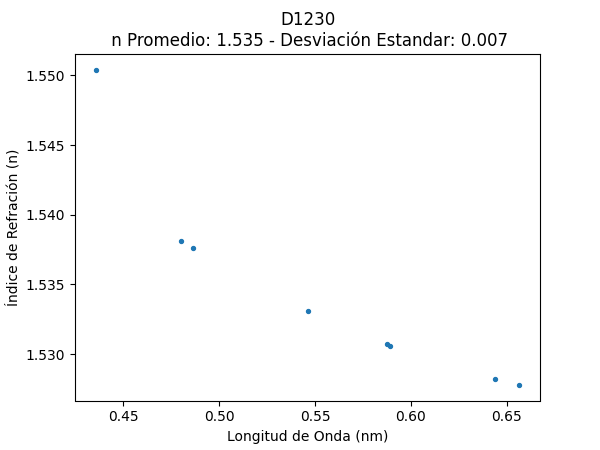 D1230
n Promedio: 1.535 - Desviación Estandar: 0.007
1.550
1.545
1.540
1.535
1.530
Índice de Refración (n)
0.45
0.50
0.55
0.60
0.65
Longitud de Onda (nm)